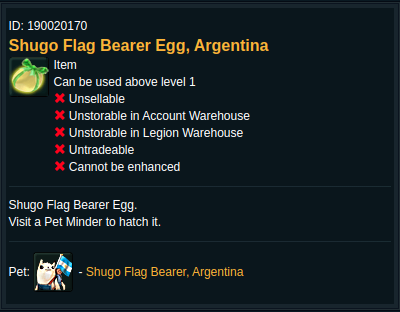 ID: 190020170
Shugo Flag Bearer Egg, Argentina
Item
Can be used above level 1
Unsellable
Unstorable in Account Warehouse
Unstorable in Legion Warehouse
Untradeable
Cannot be enhanced
Shugo Flag Bearer Egg.
Visit a Pet Minder to hatch it.
Pet: - Shugo Flag Bearer, Argentina